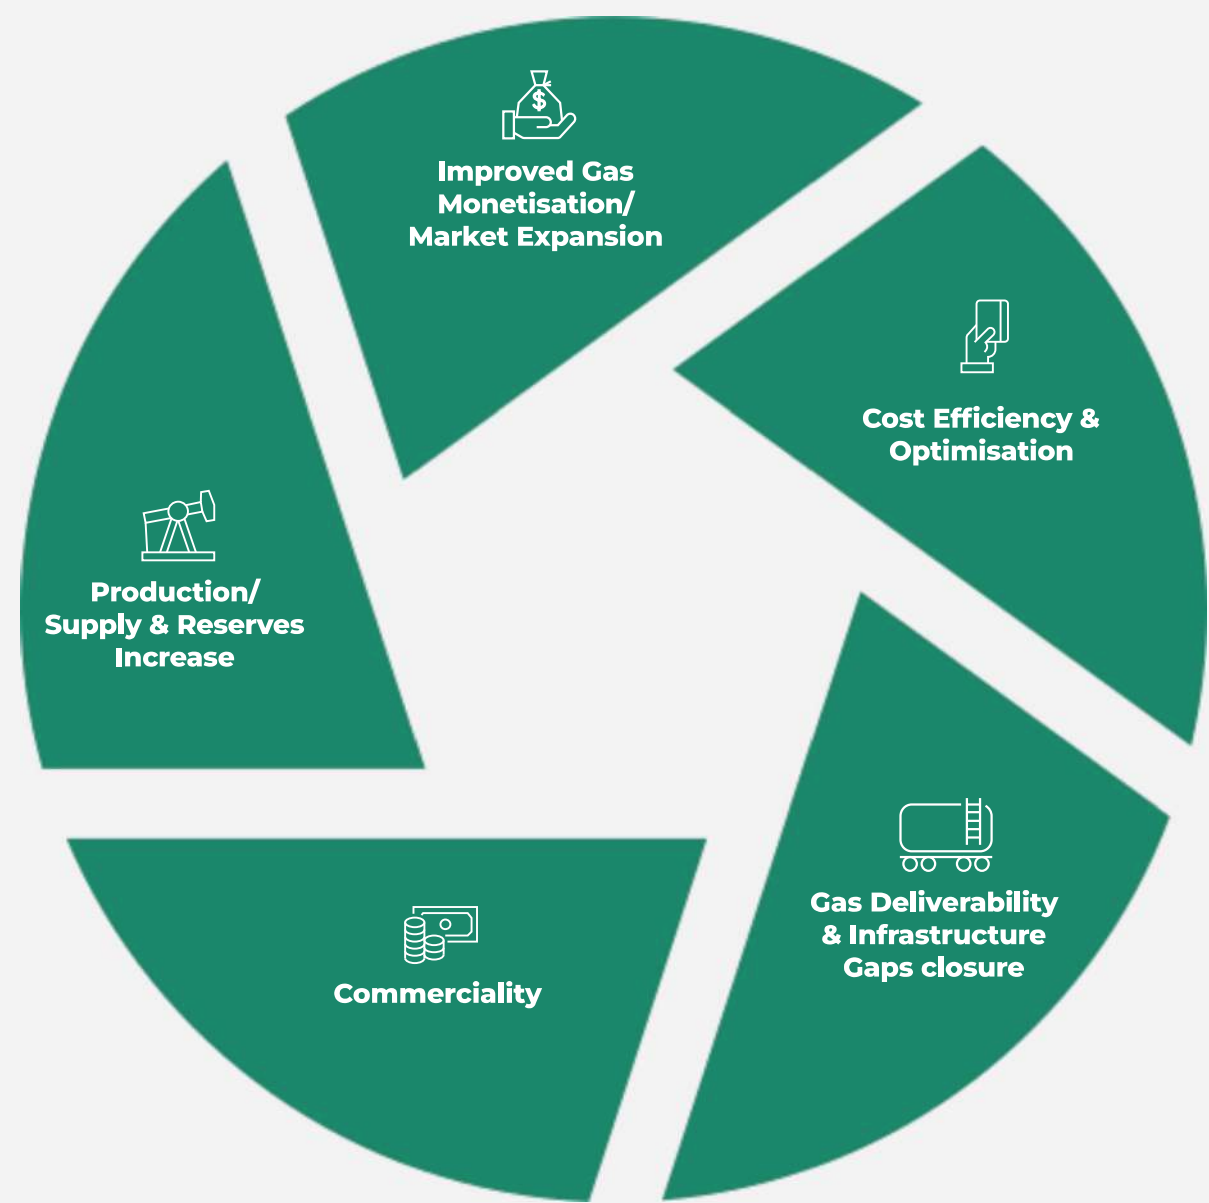 Improved Gas
Monetisation/
Market Expansion
Cost Efficiency &
Optimisation
Production/
Supply & Reserves
Increase
Gas Deliverability
& Infrastructure
Gaps closure
Commerciality
$